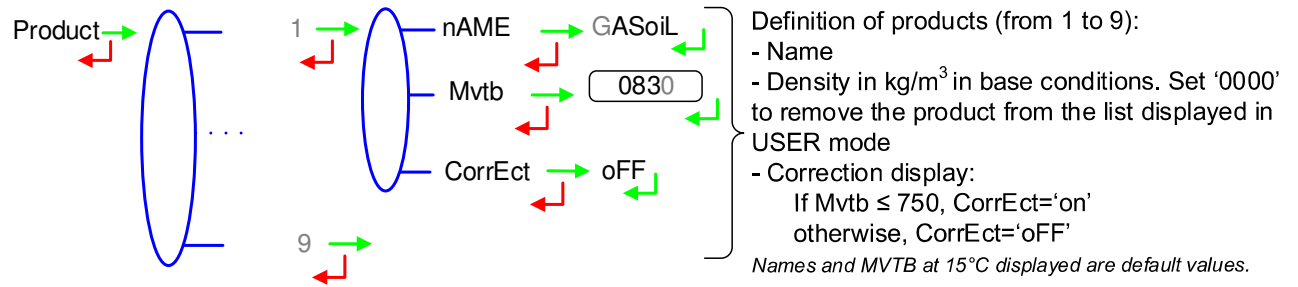 Product
1
nAME
GASoiL
Mvtb
0830
CorrEct
oFF
9
. . . .
Definition of products (from 1 to 9):
- Name
- Density in kg/m³ in base conditions. Set ‘0000’
to remove the product from the list displayed in
USER mode
- Correction display:
If Mvtb ≤ 750, CorrEct=‘on’
otherwise, CorrEct=‘oFF’
Names and MVTB at 15°C displayed are default values.